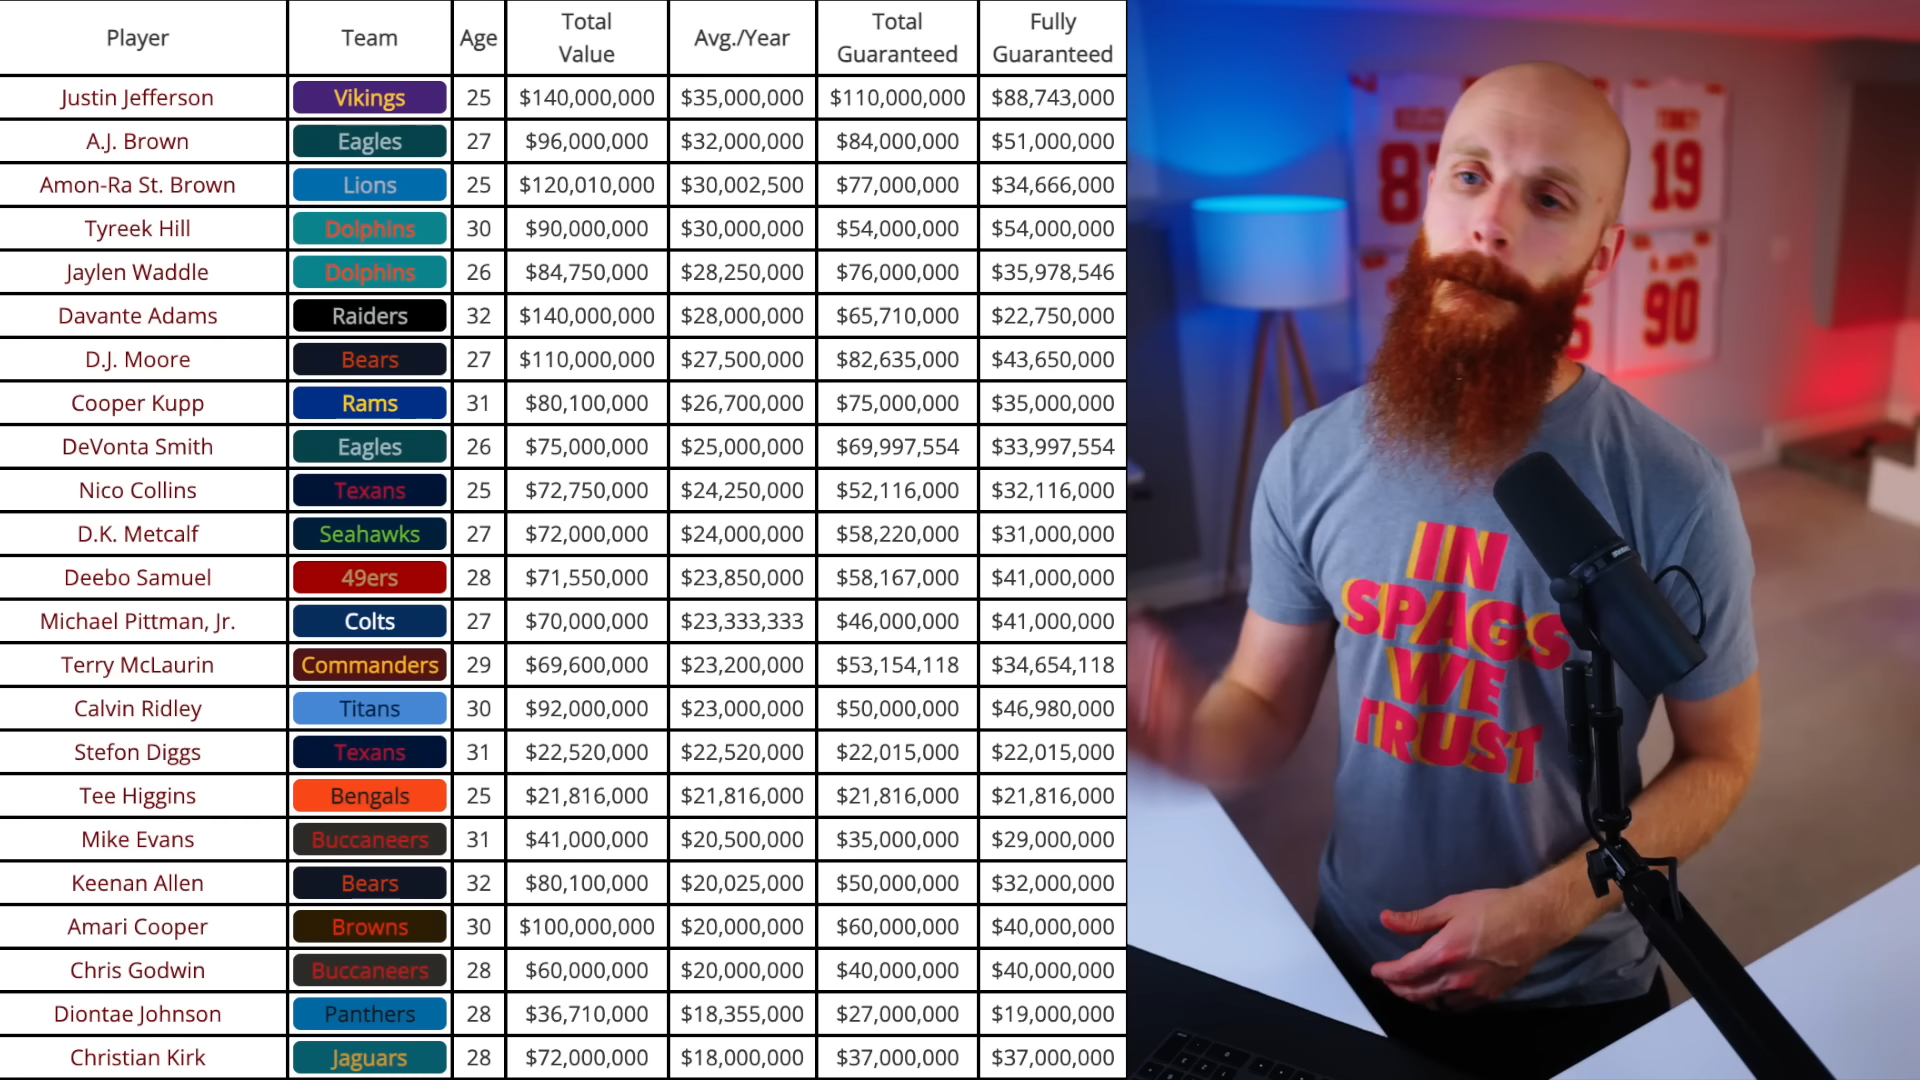 Player Team Age Total Value Avg./Year Total Guaranteed Fully Guaranteed
Justin Jefferson Vikings 25 $140,000,000 $35,000,000 $110,000,000 $88,743,000
A.J. Brown Eagles 27 $96,000,000 $32,000,000 $84,000,000 $51,000,000
Amon-Ra St. Brown Lions 25 $120,010,000 $30,002,500 $77,000,000 $34,666,000
Tyreek Hill Dolphins 30 $90,000,000 $30,000,000 $54,000,000 $54,000,000
Jaylen Waddle Dolphins 26 $84,750,000 $28,250,000 $76,000,000 $35,978,546
Davante Adams Raiders 32 $140,000,000 $28,000,000 $65,710,000 $22,750,000
D.J. Moore Bears 27 $110,000,000 $27,500,000 $82,635,000 $43,650,000
Cooper Kupp Rams 31 $80,100,000 $26,700,000 $75,000,000 $35,000,000
DeVonta Smith Eagles 26 $75,000,000 $25,000,000 $69,997,554 $33,997,554
Nico Collins Texans 25 $72,750,000 $24,250,000 $52,116,000 $32,116,000
D.K. Metcalf Seahawks 27 $72,000,000 $24,000,000 $58,220,000 $31,000,000
Deebo Samuel 49ers 28 $71,550,000 $23,850,000 $58,167,000 $41,000,000
Michael Pittman, Jr. Colts 27 $70,000,000 $23,333,333 $46,000,000 $41,000,000
Terry McLaurin Commanders 29 $69,600,000 $23,200,000 $53,154,118 $34,654,118
Calvin Ridley Titans 30 $92,000,000 $23,000,000 $50,000,000 $46,980,000
Stefon Diggs Texans 31 $22,520,000 $22,520,000 $22,015,000 $22,015,000
Tee Higgins Bengals 25 $21,816,000 $21,816,000 $21,816,000 $21,816,000
Mike Evans Buccaneers 31 $41,000,000 $20,500,000 $35,000,000 $29,000,000
Keenan Allen Bears 32 $80,100,000 $20,025,000 $50,000,000 $32,000,000
Amari Cooper Browns 30 $100,000,000 $20,000,000 $60,000,000 $40,000,000
Chris Godwin Buccaneers 28 $60,000,000 $20,000,000 $40,000,000 $40,000,000
Diontae Johnson Panthers 28 $36,710,000 $18,355,000 $27,000,000 $19,000,000
Christian Kirk Jaguars 28 $72,000,000 $18,000,000 $37,000,000 $37,000,000
19
90
IN
SPAGS
WE
TRUST